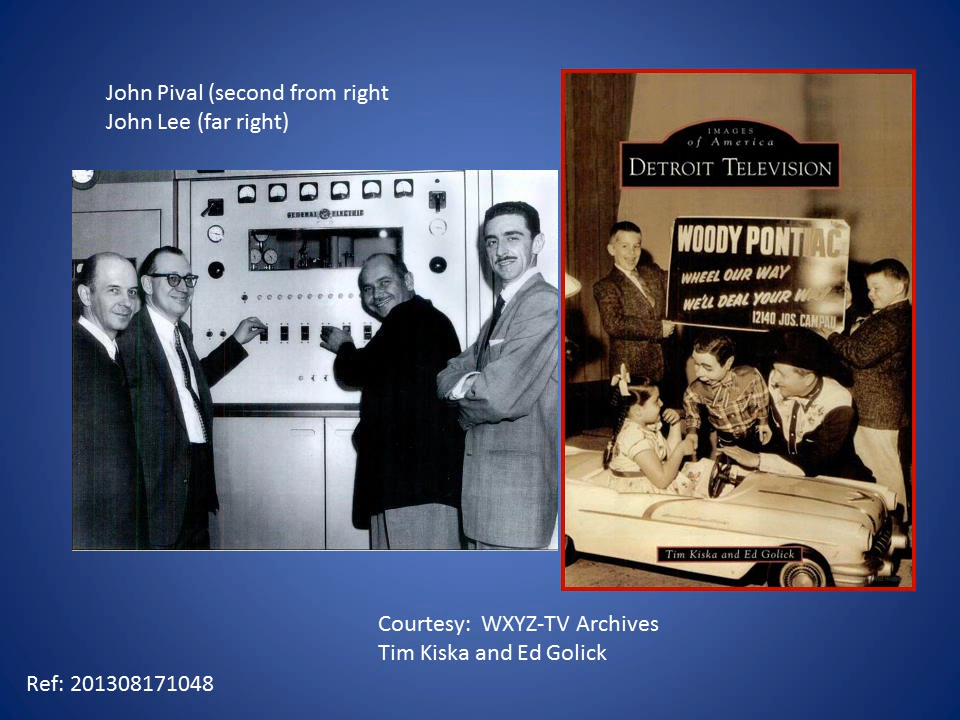 John Pival (second from right
John Lee (far right)
GENERAL ELECTRIC
IMAGES
of America
DETROIT TELEVISION
WOODY PONTIAC
WHEEL OUR WAY
WE'LL DEAL YOUR
12140 JOS. CAMPAU
Tim Kiska and Ed Golick
Courtesy:  WXYZ-TV Archives
Tim Kiska and Ed Golick
Ref: 201308171048